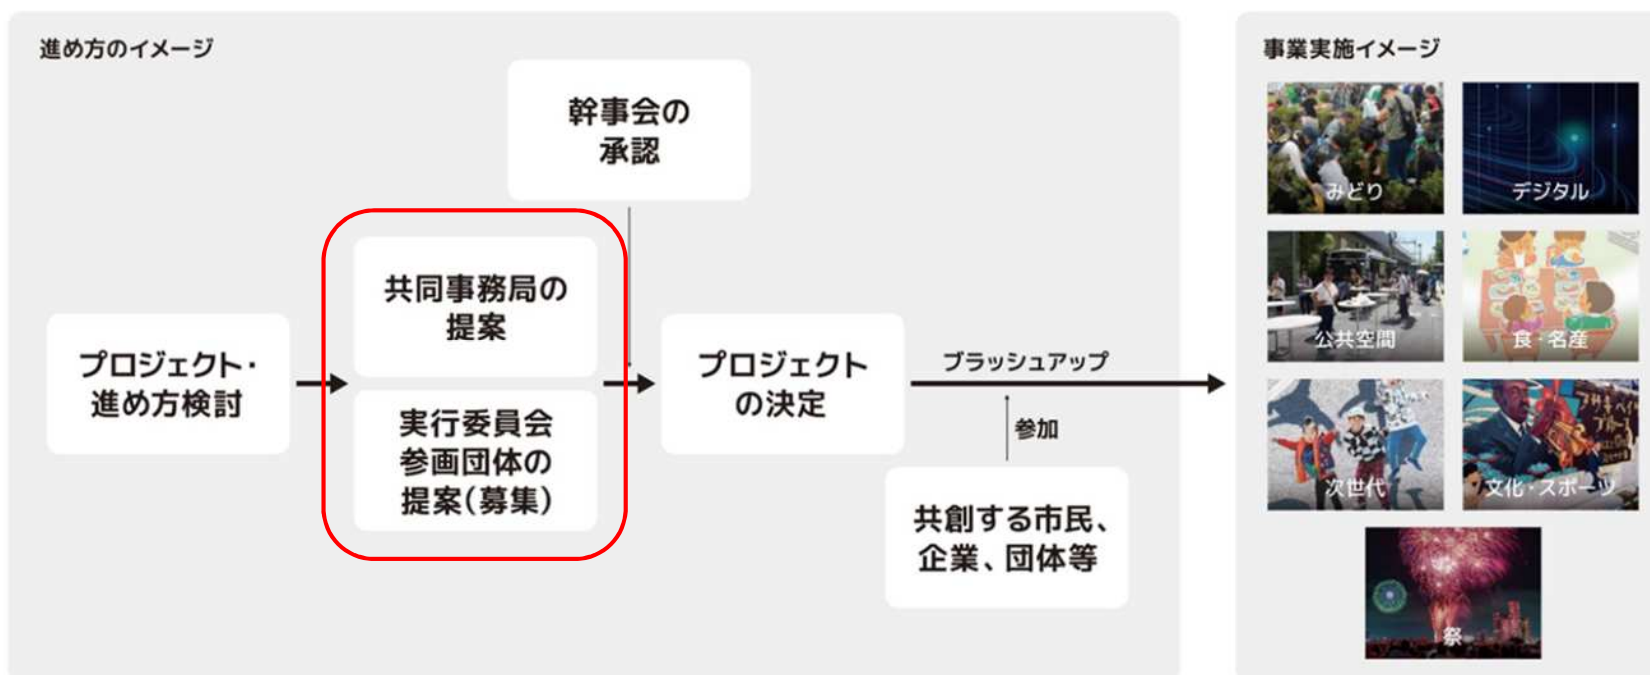 進め方のイメージ
幹事会の
承認
共同事務局の
提案
プロジェクト・
進め方検討
実行委員会
参画団体の
提案(募集)
プロジェクト
の決定
ブラッシュアップ
参加
共創する市民、
企業、団体等
事業実施イメージ
みどり
デジタル
公共空間
食・名産
次世代
文化・スポーツ
祭